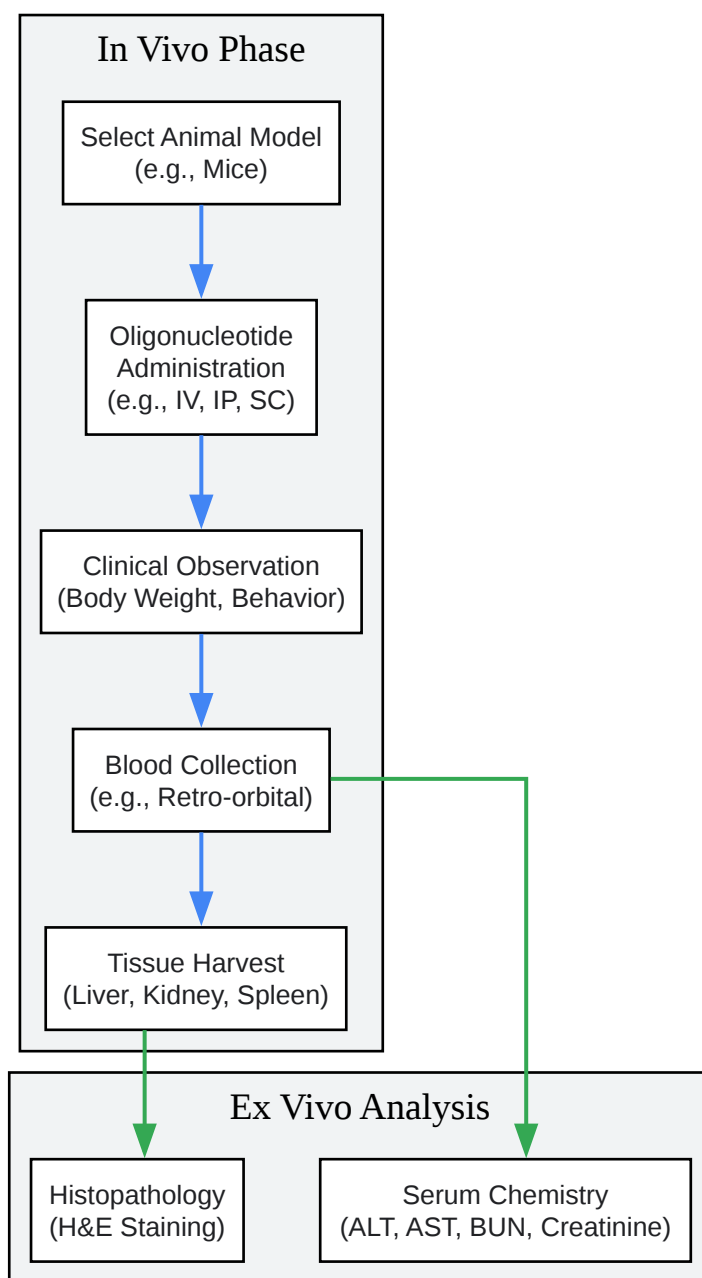 In Vivo Phase
Select Animal Model
(e.g., Mice)
Oligonucleotide
Administration
(e.g., IV, IP, SC)
Clinical Observation
(Body Weight, Behavior)
Blood Collection
(e.g., Retro-orbital)
Tissue Harvest
(Liver, Kidney, Spleen)
Ex Vivo Analysis
Histopathology
(H&E Staining)
Serum Chemistry
(ALT, AST, BUN, Creatinine)